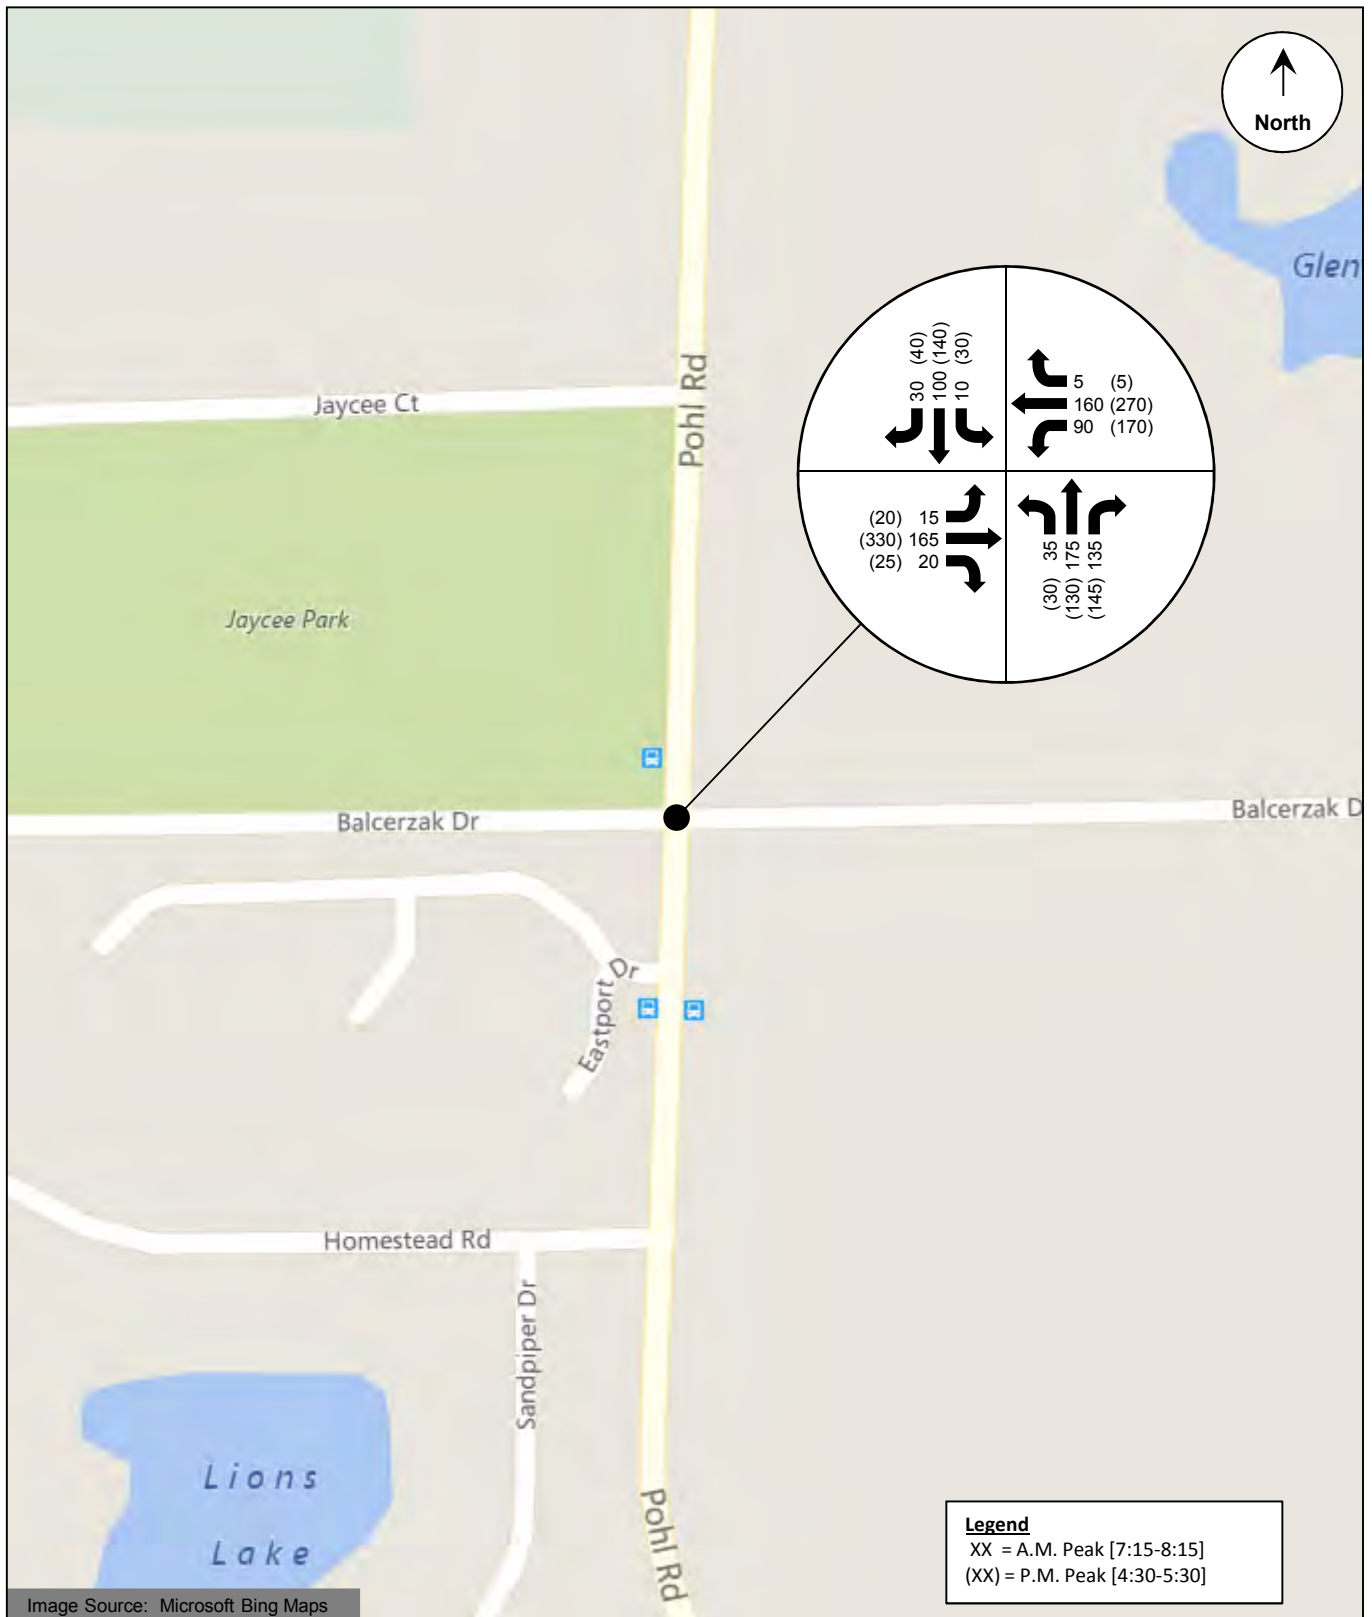 North
Glen
Jaycee Ct
Pohl Rd
30 (40)
100 (140)
10 (30)
5 (5)
160 (270)
90 (170)
(20) 15
(330) 165
(25) 20
(30) 35
(130) 175
(145) 135
Jaycee Park
Balcerzak Dr
Balcerzak D
Eastport Dr
Homestead Rd
Sandpiper Dr
Lions
Lake
Pohl Rd
Legend
XX = A.M. Peak [7:15-8:15]
(XX) = P.M. Peak [4:30-5:30]
Image Source: Microsoft Bing Maps